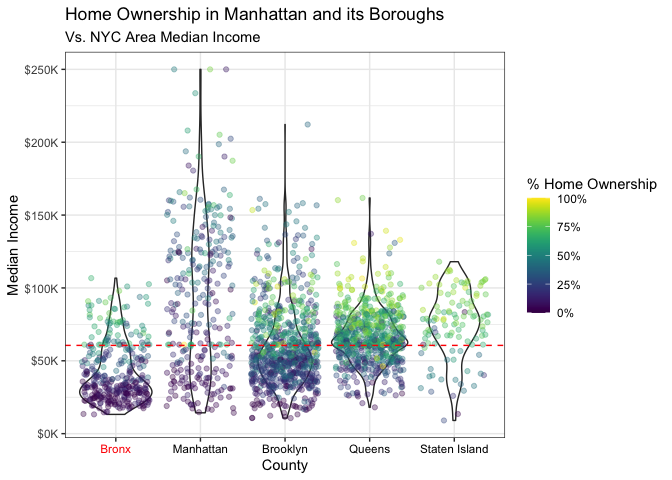 Home Ownership in Manhattan and its Boroughs
Vs. NYC Area Median Income
$250K
$200K
$150K
$100K
$50K
$0K
Median Income
Bronx
Manhattan
Brooklyn
Queens
Staten Island
County
% Home Ownership
100%
75%
50%
25%
0%